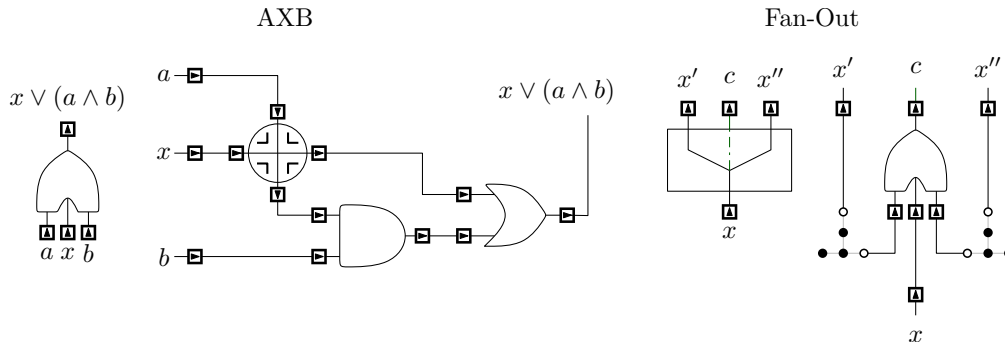 AXB
Fan-Out
x ∨ (a ∧ b)
a x b
a
x
b
x ∨ (a ∧ b)
x′ c x″
x
x′ c x″
x